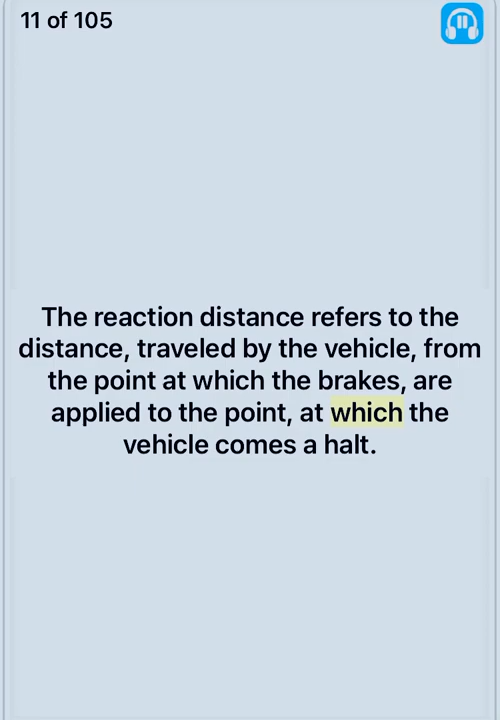 11 of 105
The reaction distance refers to the
distance, traveled by the vehicle, from
the point at which the brakes, are
applied to the point, at which the
vehicle comes a halt.